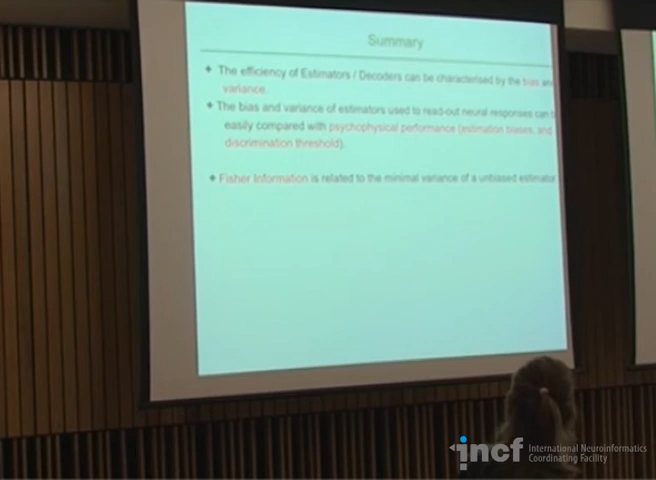 Summary
The efficiency of Estimators / Decoders can be characterised by the bias and
variance.
The bias and variance of estimators used to read-out neural responses can b
easily compared with psychophysical performance (estimation biases, and
discrimination threshold).
Fisher Information is related to the minimal variance of a unbiased estimator
incf International Neuroinformatics
Coordinating Facility